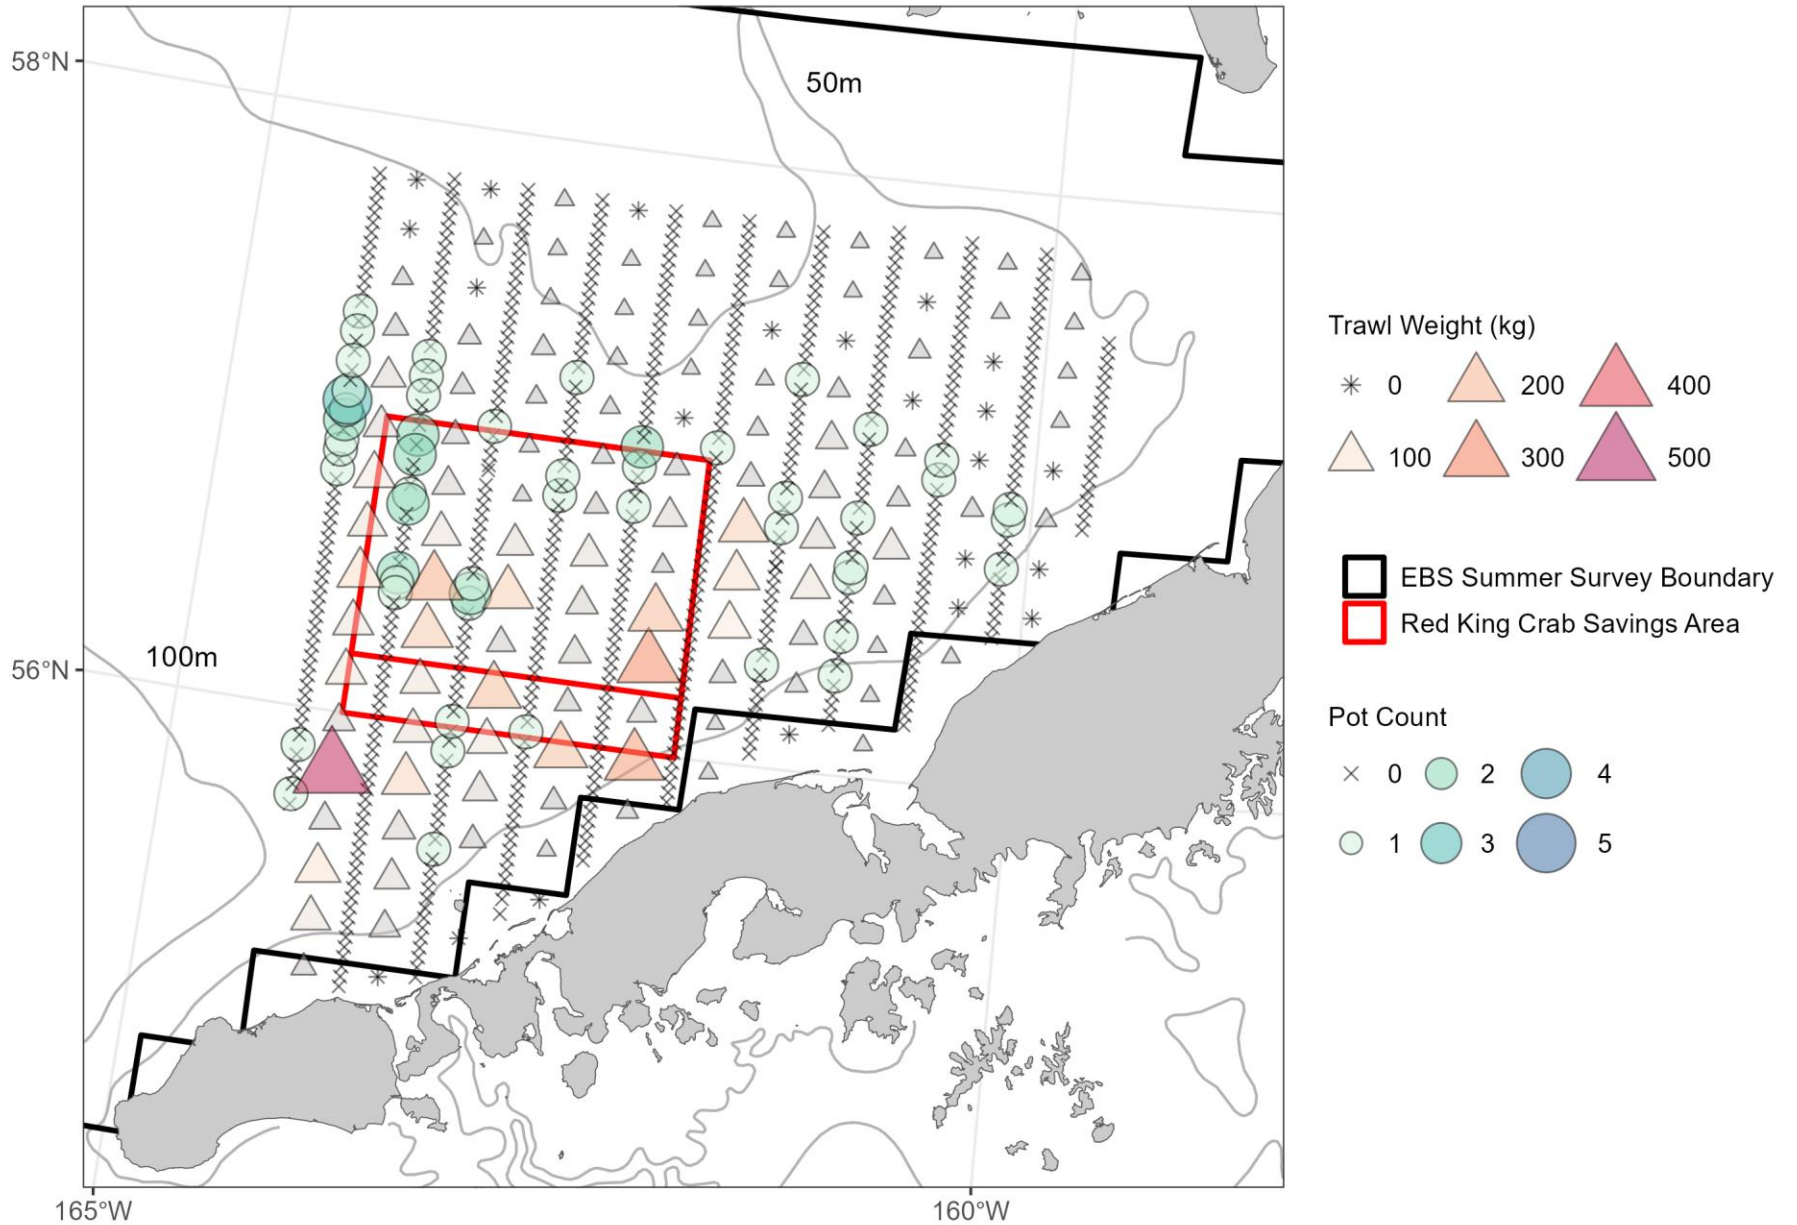 58°N
50m
56°N
100m
165°W
160°W
Trawl Weight (kg)
0 200 400
100 300 500
EBS Summer Survey Boundary
Red King Crab Savings Area
Pot Count
0 2 4
1 3 5